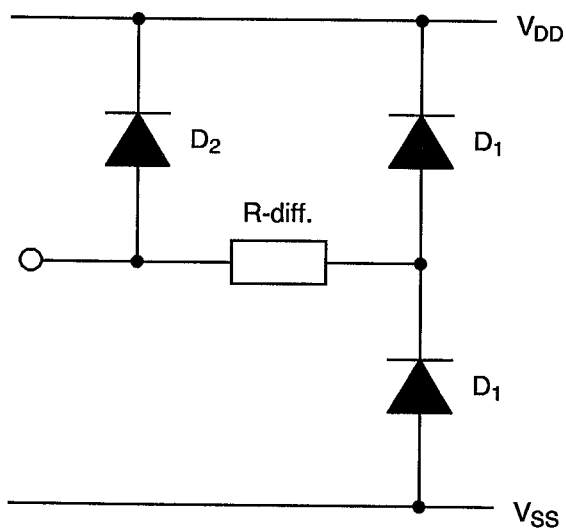 V_DD
D_2
D_1
R-diff.
D_1
V_SS